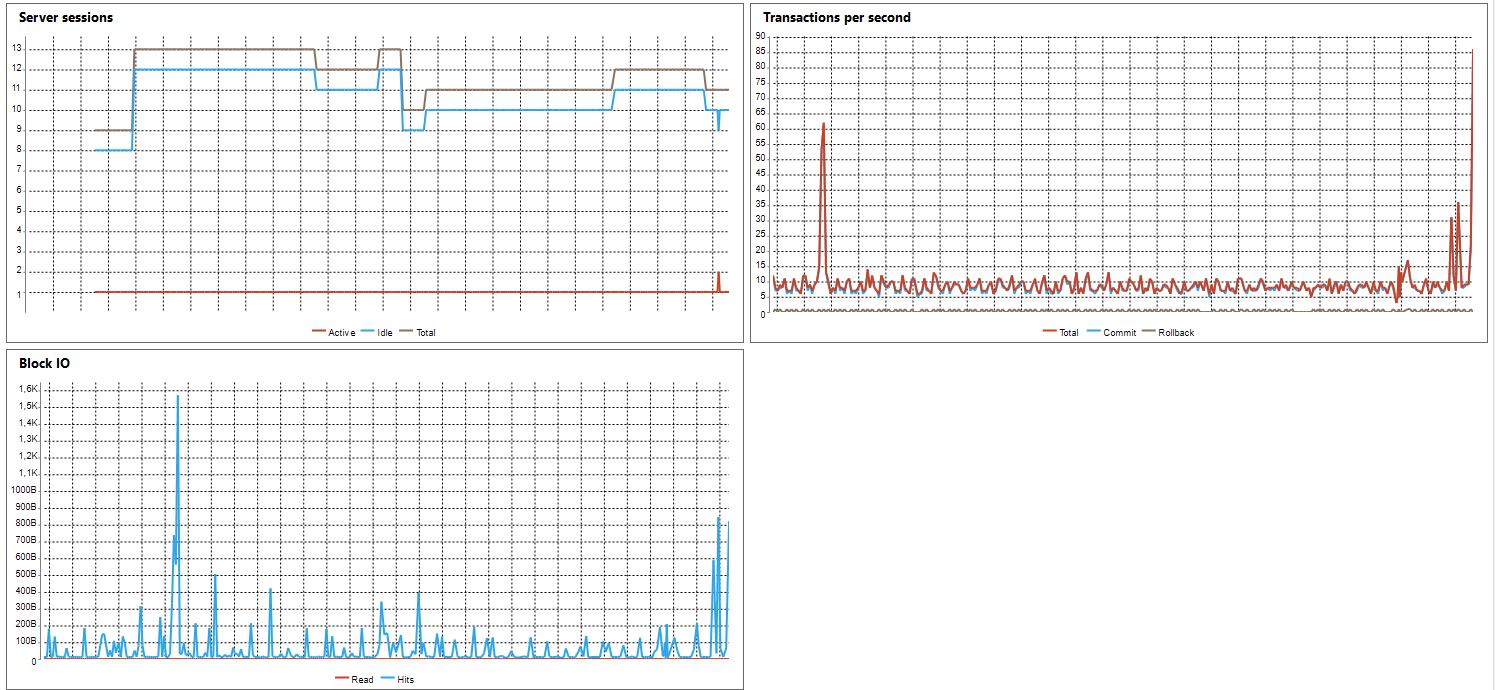 Server sessions
13
12
11
10
9
8
7
6
5
4
3
2
1
Active Idle Total
Transactions per second
90
85
80
75
70
65
60
55
50
45
40
35
30
25
20
15
10
5
0
Total Commit Rollback
Block IO
1,6K
1,5K
1,4K
1,3K
1,2K
1,1K
1000B
900B
800B
700B
600B
500B
400B
300B
200B
100B
0
Read Hits